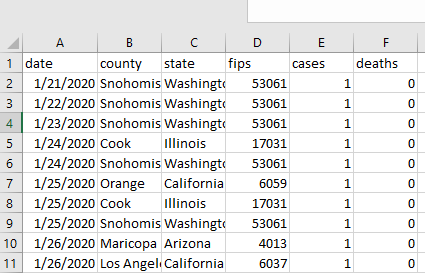 A B C D E F
1 date county state fips cases deaths
2 1/21/2020 Snohomis Washingto 53061 1 0
3 1/22/2020 Snohomis Washingto 53061 1 0
4 1/23/2020 Snohomis Washingto 53061 1 0
5 1/24/2020 Cook Illinois 17031 1 0
6 1/24/2020 Snohomis Washingto 53061 1 0
7 1/25/2020 Orange California 6059 1 0
8 1/25/2020 Cook Illinois 17031 1 0
9 1/25/2020 Snohomis Washingto 53061 1 0
10 1/26/2020 Maricopa Arizona 4013 1 0
11 1/26/2020 Los Angele California 6037 1 0